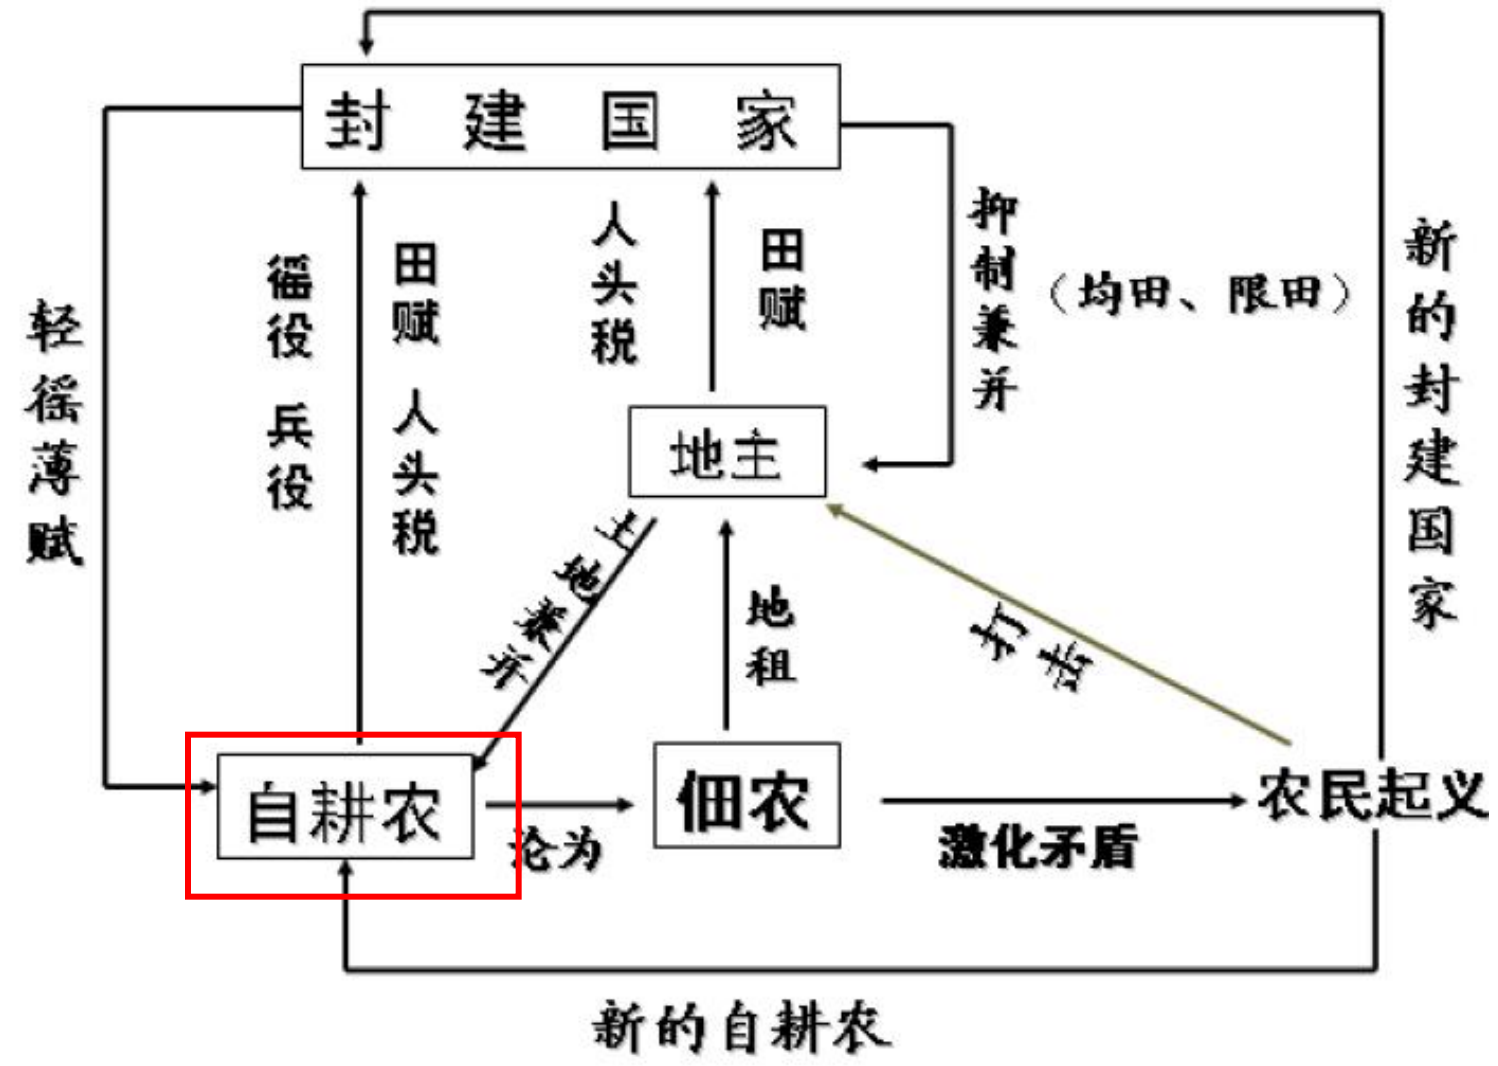 封建国家
轻徭薄赋
徭役 兵役
田赋 人头税
人头税
田赋
抑制兼并
（均田、限田）
新的封建国家
地主
土地兼并
地租
打击
自耕农
沦为
佃农
激化矛盾
农民起义
新的自耕农